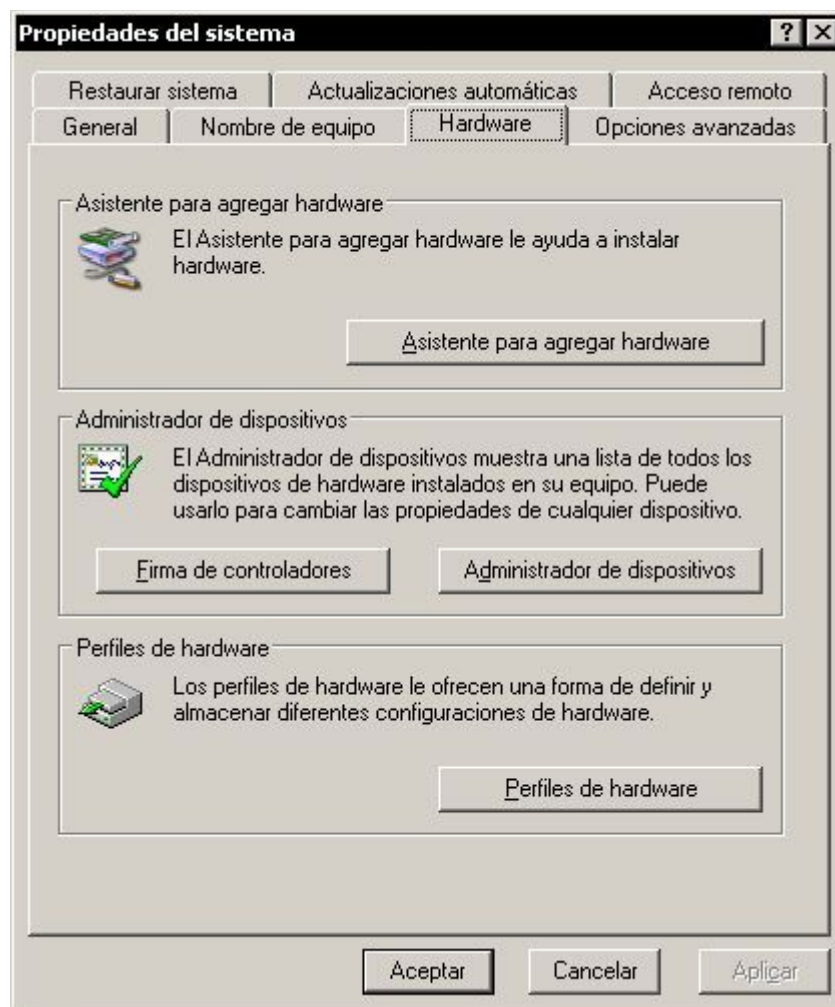 Propiedades del sistema
Restaurar sistema
Actualizaciones automáticas
Acceso remoto
General
Nombre de equipo
Hardware
Opciones avanzadas
Asistente para agregar hardware
El Asistente para agregar hardware le ayuda a instalar
hardware.
Asistente para agregar hardware
Administrador de dispositivos
El Administrador de dispositivos muestra una lista de todos los
dispositivos de hardware instalados en su equipo. Puede
usarlo para cambiar las propiedades de cualquier dispositivo.
Firma de controladores
Administrador de dispositivos
Perfiles de hardware
Los perfiles de hardware le ofrecen una forma de definir y
almacenar diferentes configuraciones de hardware.
Perfiles de hardware
Aceptar
Cancelar
Aplicar